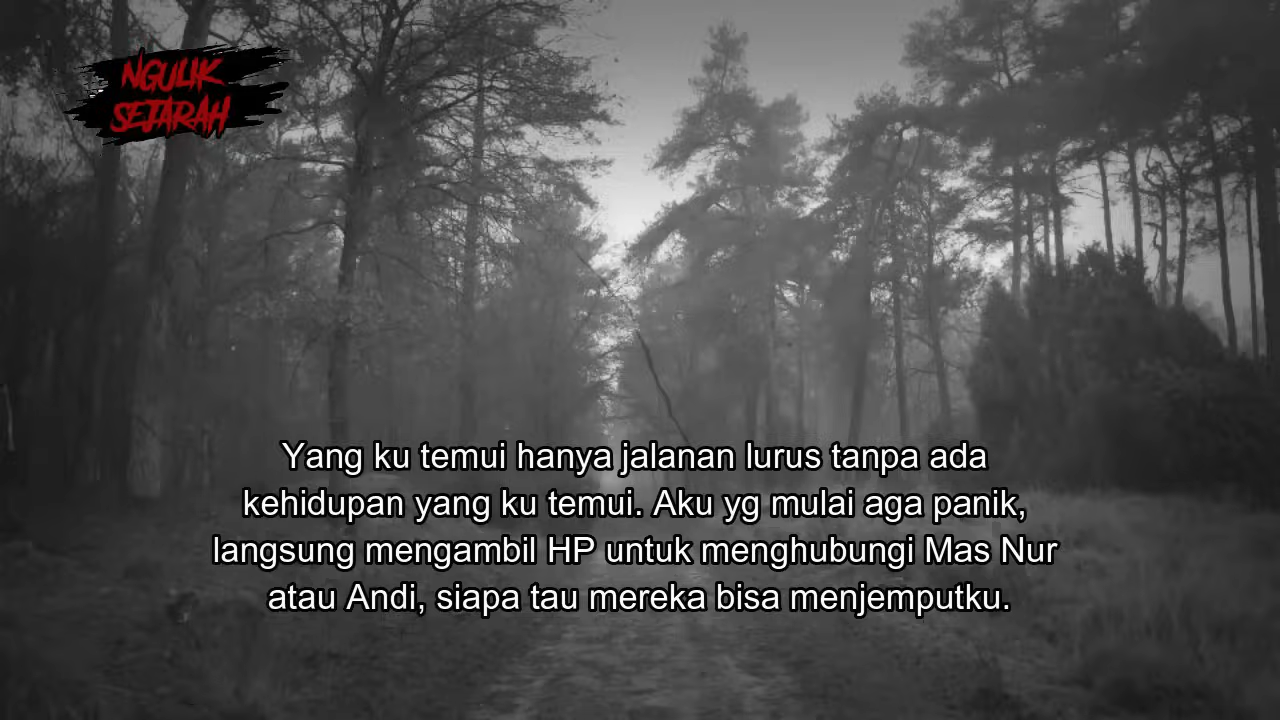 NGULIK
SEJARAH
Yang ku temui hanya jalanan lurus tanpa ada
kehidupan yang ku temui. Aku yg mulai aga panik,
langsung mengambil HP untuk menghubungi Mas Nur
atau Andi, siapa tau mereka bisa menjemputku.